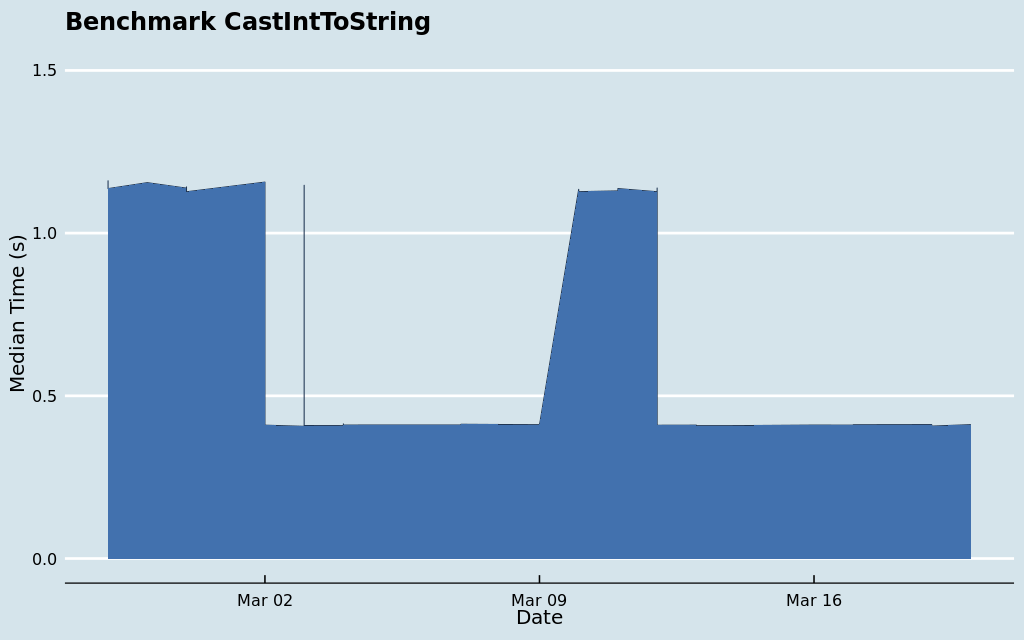 Benchmark CastIntToString
1.5
1.0
0.5
0.0
Median Time (s)
Mar 02
Mar 09
Mar 16
Date